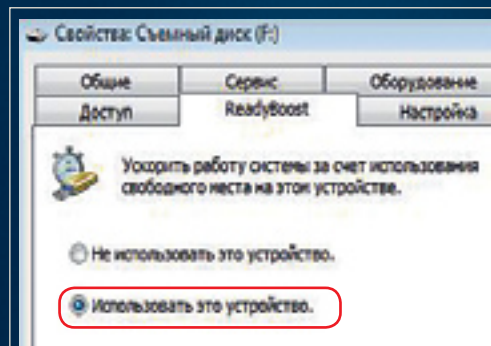 Свойства: Съемный диск (F:)
Общие Сервис Оборудование
Доступ ReadyBoost Настройка
Ускорить работу системы за счет использования
свободного места на этом устройстве.
Не использовать это устройство.
Использовать это устройство.